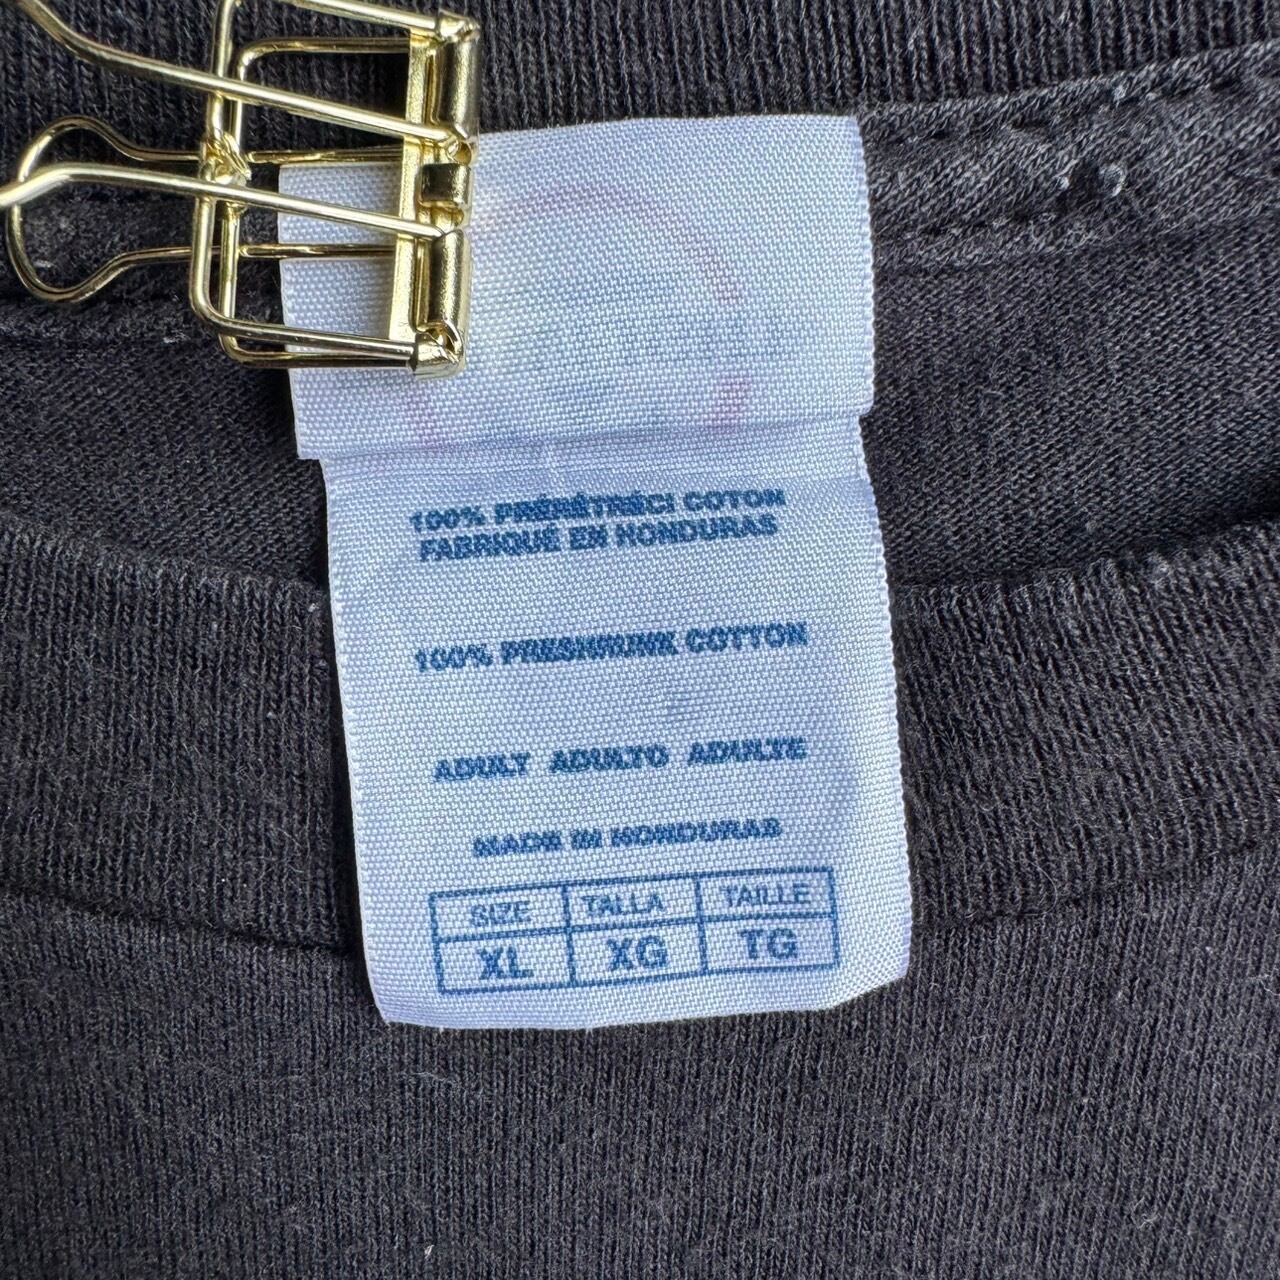 100% PRÉRÉTRÉCI COTON
FABRIQUÉ EN HONDURAS
100% PRESHRUNK COTTON
ADULT ADULTO ADULTE
MADE IN HONDURAS
SIZE TALLA TAILLE
XL XG TG